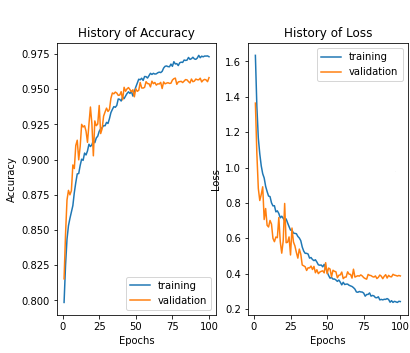 History of Accuracy
0.975
0.950
0.925
0.900
0.875
0.850
0.825
0.800
Accuracy
0
25
50
75
100
Epochs
training
validation
History of Loss
1.6
1.4
1.2
1.0
0.8
0.6
0.4
0.2
Loss
0
25
50
75
100
Epochs
training
validation